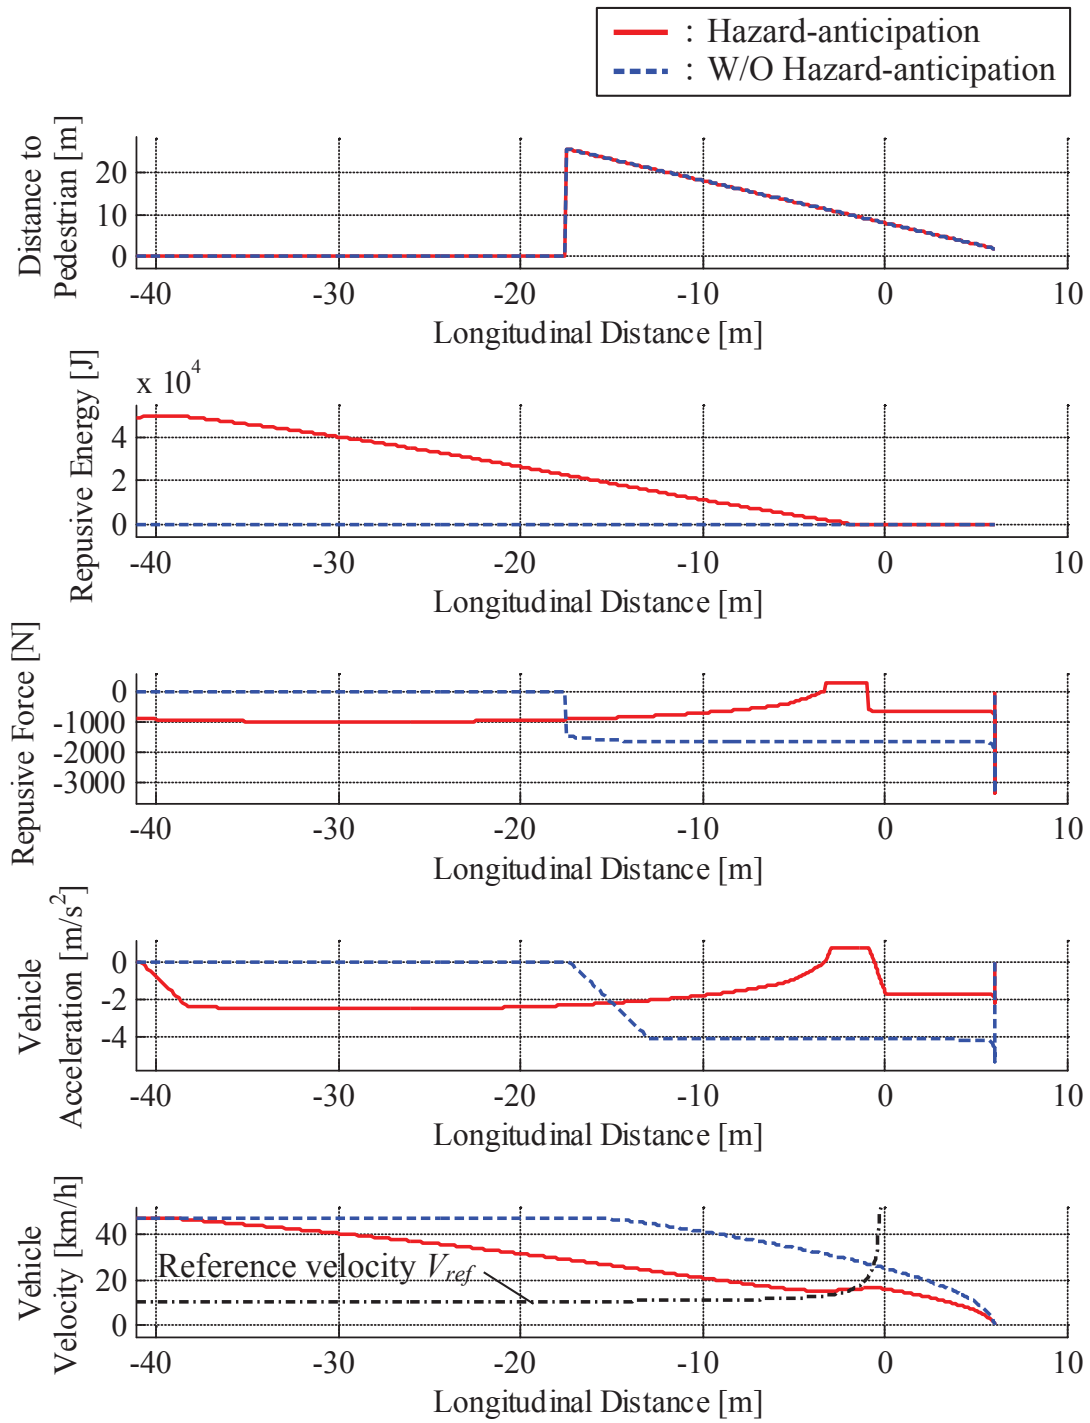 : Hazard-anticipation
: W/O Hazard-anticipation
Distance to
Pedestrian [m]
20
10
0
-40 -30 -20 -10 0 10
Longitudinal Distance [m]
x 10^4
Repusive Energy [J]
4
2
0
-40 -30 -20 -10 0 10
Longitudinal Distance [m]
Repusive Force [N]
0
-1000
-2000
-3000
-40 -30 -20 -10 0 10
Longitudinal Distance [m]
Vehicle
Acceleration [m/s^2]
0
-2
-4
-40 -30 -20 -10 0 10
Longitudinal Distance [m]
Vehicle
Velocity [km/h]
40
20
0
Reference velocity V_ref
-40 -30 -20 -10 0 10
Longitudinal Distance [m]